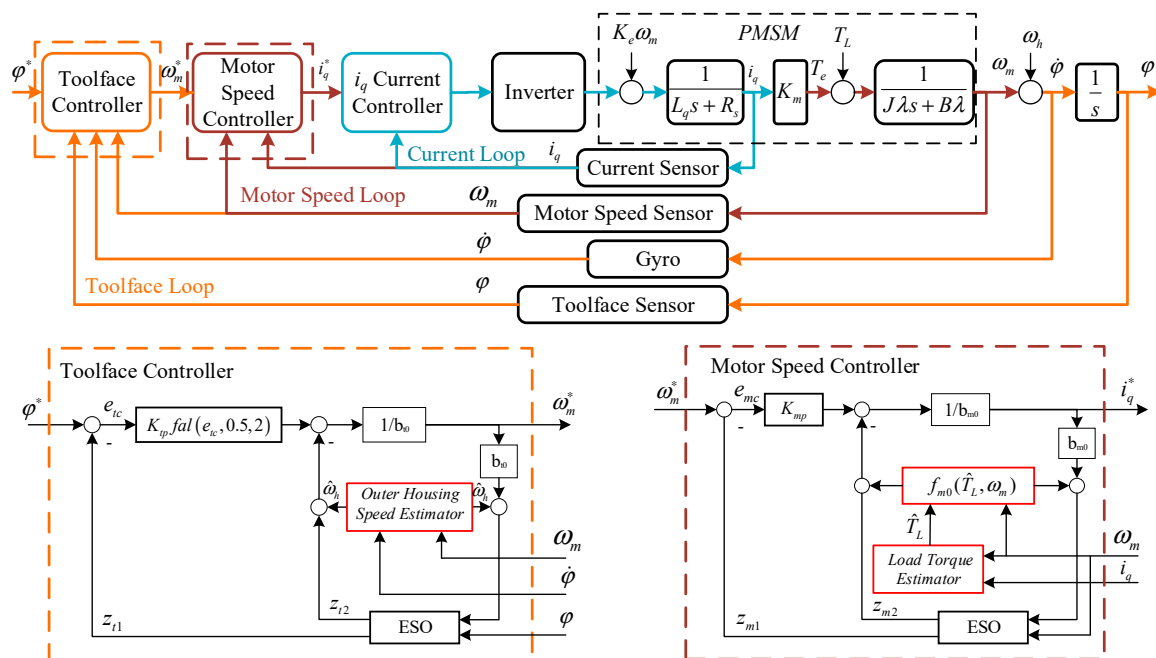 φ*
Toolface
Controller
ω*m
Motor
Speed
Controller
i*q
iq Current
Controller
Inverter
Keωm
PMSM
1
Lqs + Rs
iq
Km
Te
TL
1
Jλs + Bλ
ωm
ωh
φ̇
1
s
φ
Current Loop
iq
Current Sensor
Motor Speed Loop
ωm
Motor Speed Sensor
φ̇
Gyro
Toolface Loop
φ
Toolface Sensor
Toolface Controller
φ*
etc
-
Ktp fal(etc,0.5,2)
-
1/bt0
ω*m
bt0
ω̂h
Outer Housing
Speed Estimator
ω̂h
ωm
φ̇
φ
zt2
zt1
ESO
Motor Speed Controller
ω*m
emc
-
Kmp
-
1/bm0
i*q
bm0
fm0(T̂L,ωm)
T̂L
Load Torque
Estimator
ωm
iq
zm2
zm1
ESO